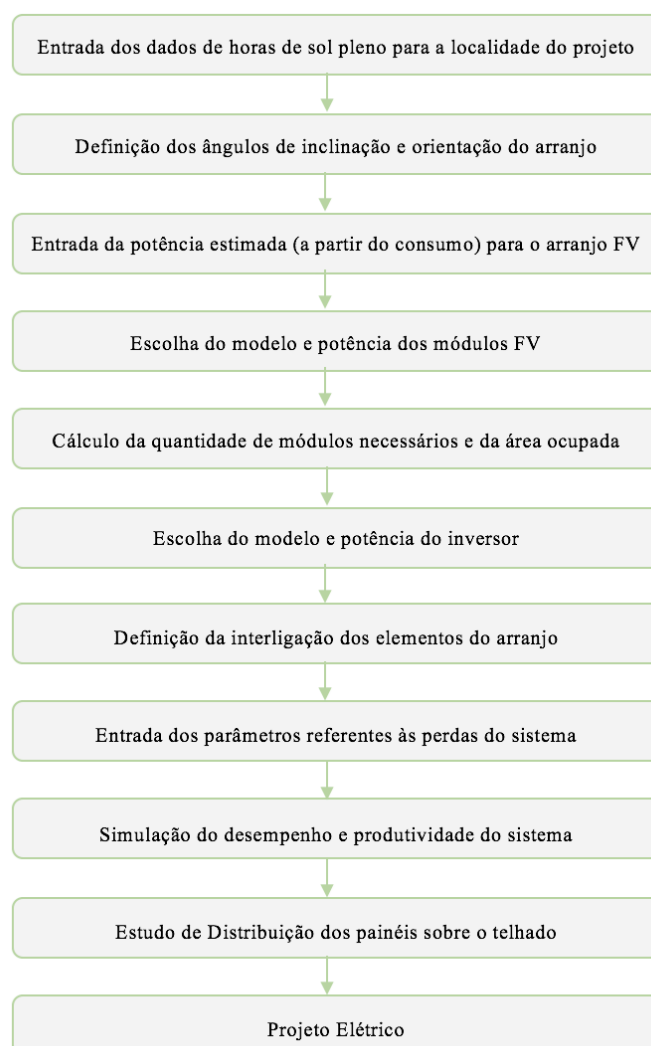 Entrada dos dados de horas de sol pleno para a localidade do projeto
Definição dos ângulos de inclinação e orientação do arranjo
Entrada da potência estimada (a partir do consumo) para o arranjo FV
Escolha do modelo e potência dos módulos FV
Cálculo da quantidade de módulos necessários e da área ocupada
Escolha do modelo e potência do inversor
Definição da interligação dos elementos do arranjo
Entrada dos parâmetros referentes às perdas do sistema
Simulação do desempenho e produtividade do sistema
Estudo de Distribuição dos painéis sobre o telhado
Projeto Elétrico